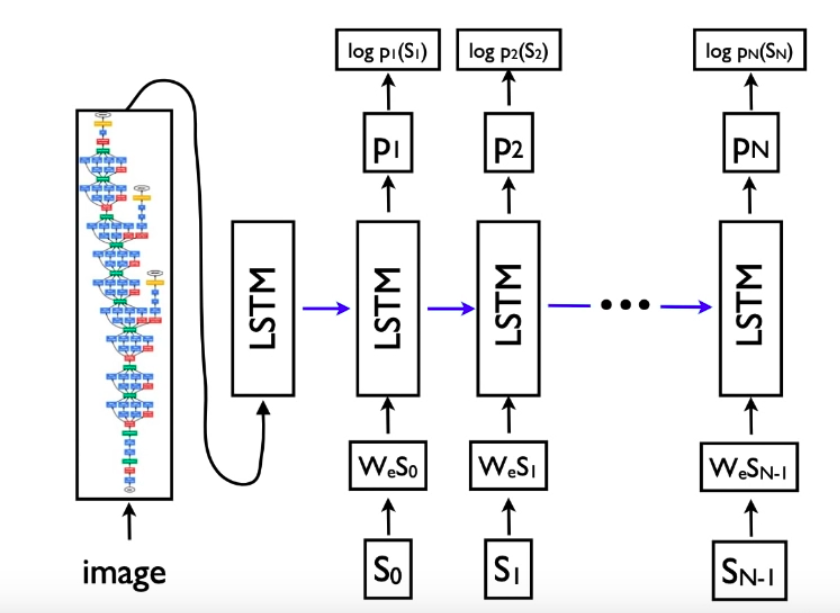 log p1(S1) log p2(S2) log pN(SN)
p1 p2 pN
LSTM LSTM LSTM LSTM
WeS0 WeS1 WeSN-1
image S0 S1 SN-1